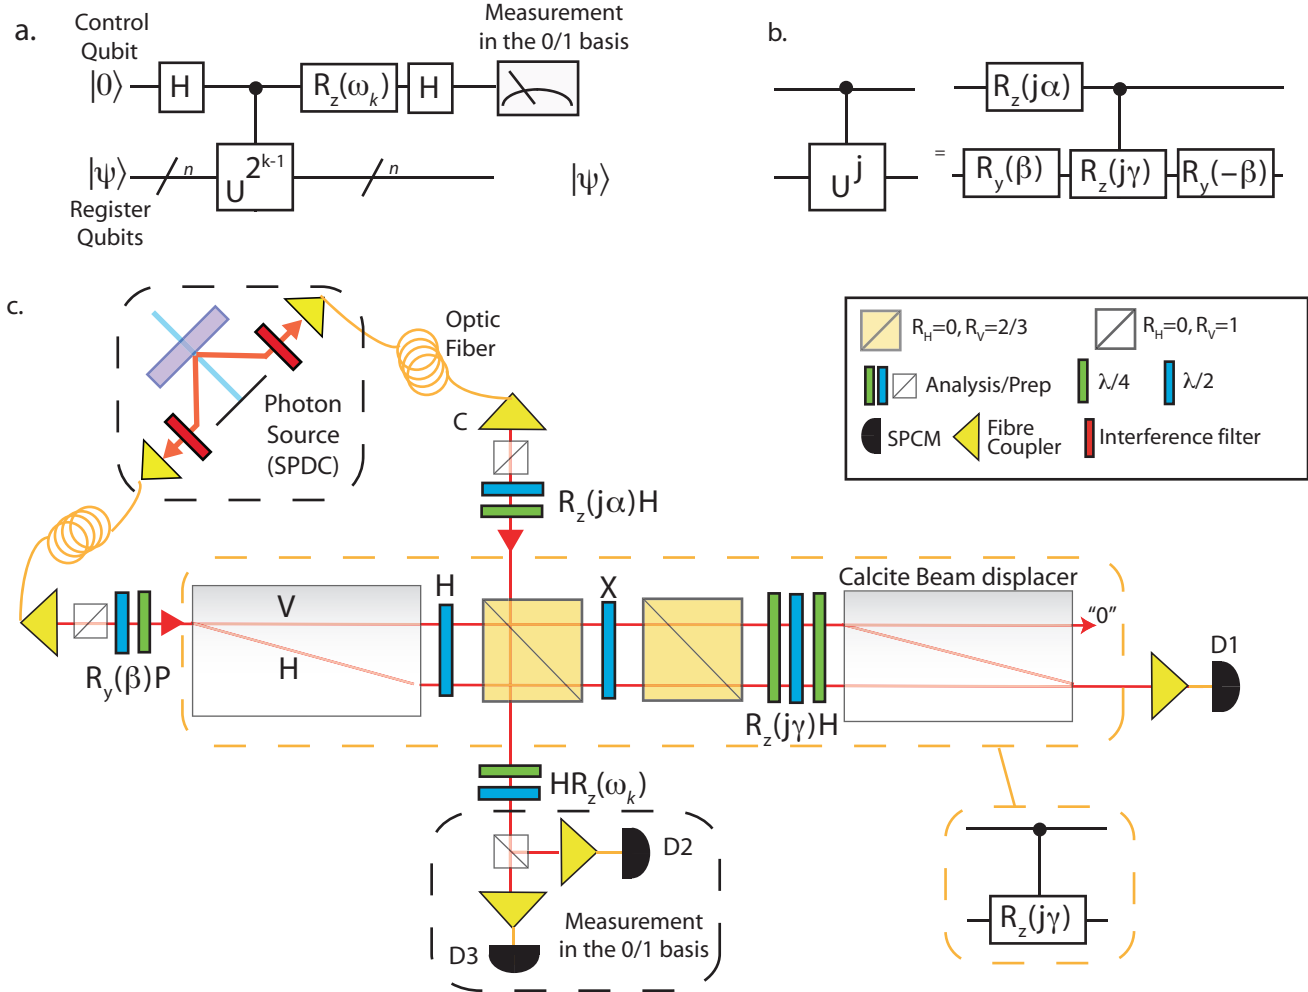 a.
Control
Qubit
Measurement
in the 0/1 basis
|0⟩ H R_z(ω_k) H
|ψ⟩ n U^{2^{k-1}} n |ψ⟩
Register
Qubits
b.
R_z(jα)
U^j = R_y(β) R_z(jγ) R_y(-β)
c.
Optic
Fiber
Photon
Source
(SPDC)
C
R_z(jα)H
R_H=0, R_V=2/3
R_H=0, R_V=1
Analysis/Prep
λ/4
λ/2
SPCM
Fibre
Coupler
Interference filter
V
H
H
X
Calcite Beam displacer
"0"
D1
R_y(β)P
R_z(jγ)H
HR_z(ω_k)
D2
D3
Measurement
in the 0/1 basis
R_z(jγ)